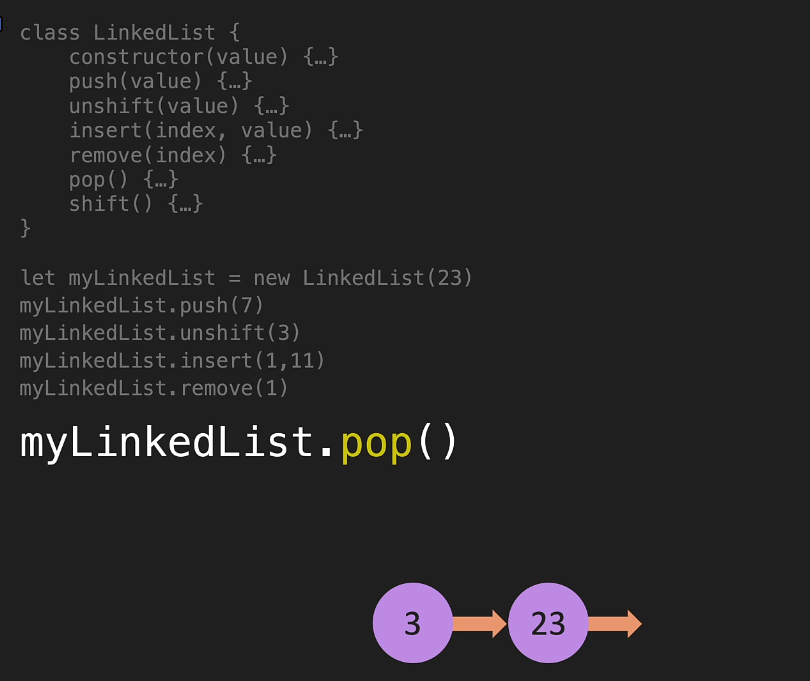 class LinkedList {
    constructor(value) {…}
    push(value) {…}
    unshift(value) {…}
    insert(index, value) {…}
    remove(index) {…}
    pop() {…}
    shift() {…}
}
let myLinkedList = new LinkedList(23)
myLinkedList.push(7)
myLinkedList.unshift(3)
myLinkedList.insert(1,11)
myLinkedList.remove(1)
myLinkedList.pop()
3 23